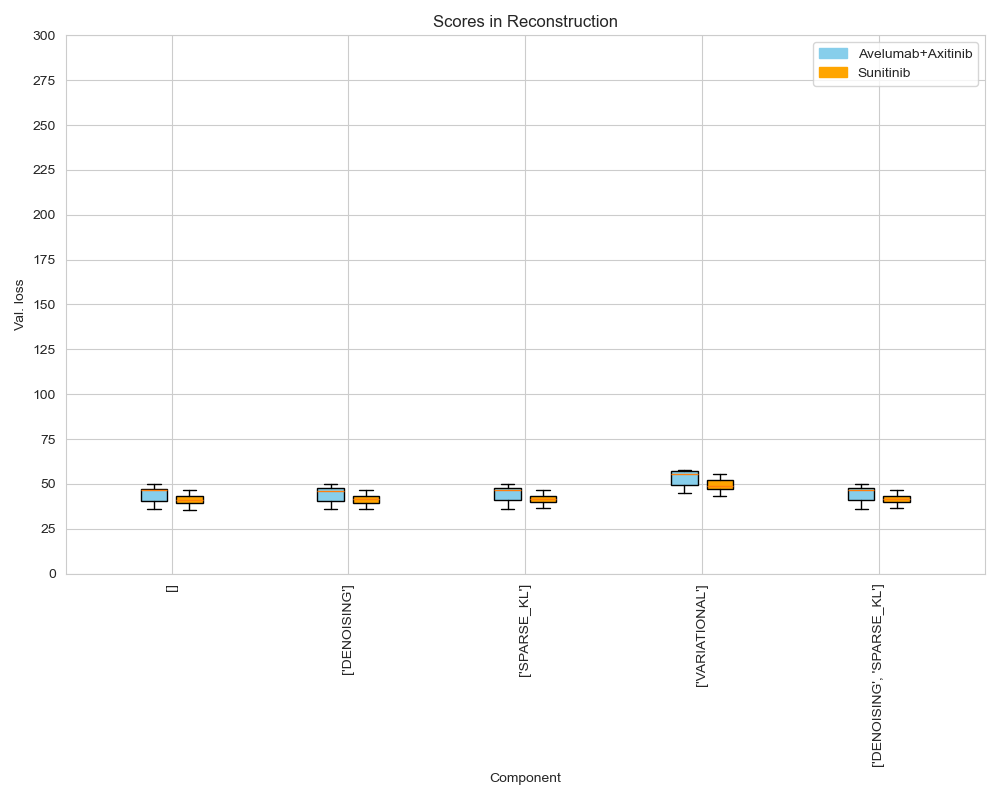 Scores in Reconstruction
Avelumab+Axitinib
Sunitinib
Val. loss
300
275
250
225
200
175
150
125
100
75
50
25
0
[]
['DENOISING']
['SPARSE_KL']
['VARIATIONAL']
['DENOISING', 'SPARSE_KL']
Component